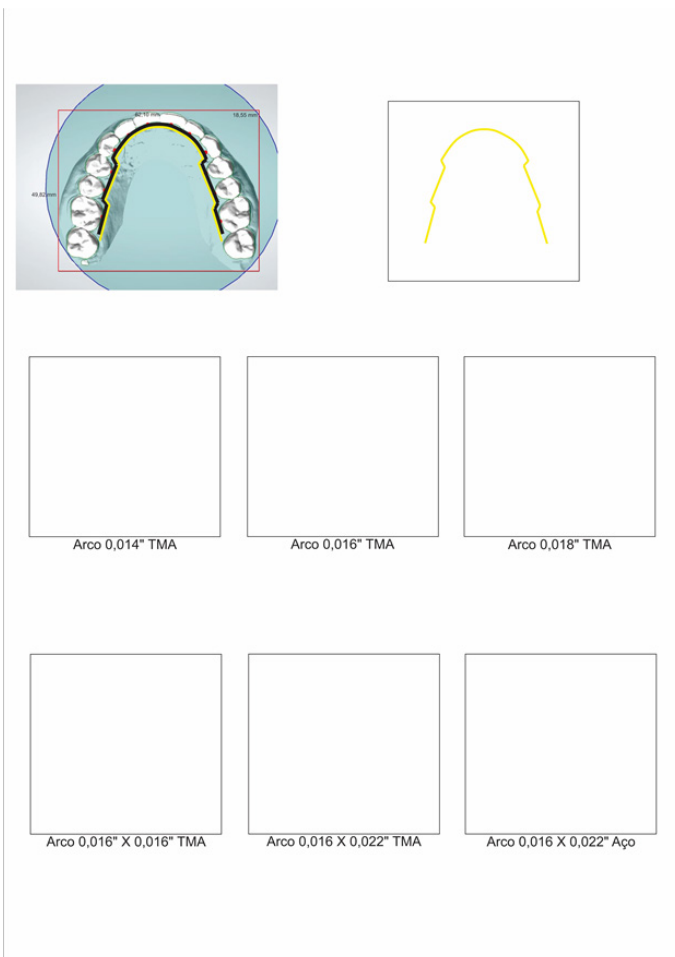 62,10 mm
18,55 mm
49,82 mm
Arco 0,014" TMA
Arco 0,016" TMA
Arco 0,018" TMA
Arco 0,016" X 0,016" TMA
Arco 0,016 X 0,022" TMA
Arco 0,016 X 0,022" Aço